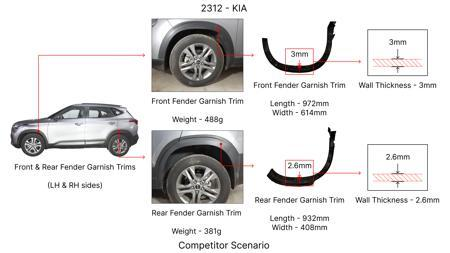 2312 - KIA
3mm
3mm
Front Fender Garnish Trim
Weight - 488g
Front Fender Garnish Trim
Length - 972mm
Width - 614mm
Wall Thickness - 3mm
Front & Rear Fender Garnish Trims
(LH & RH sides)
2.6mm
2.6mm
Rear Fender Garnish Trim
Weight - 381g
Rear Fender Garnish Trim
Length - 932mm
Width - 408mm
Wall Thickness - 2.6mm
Competitor Scenario